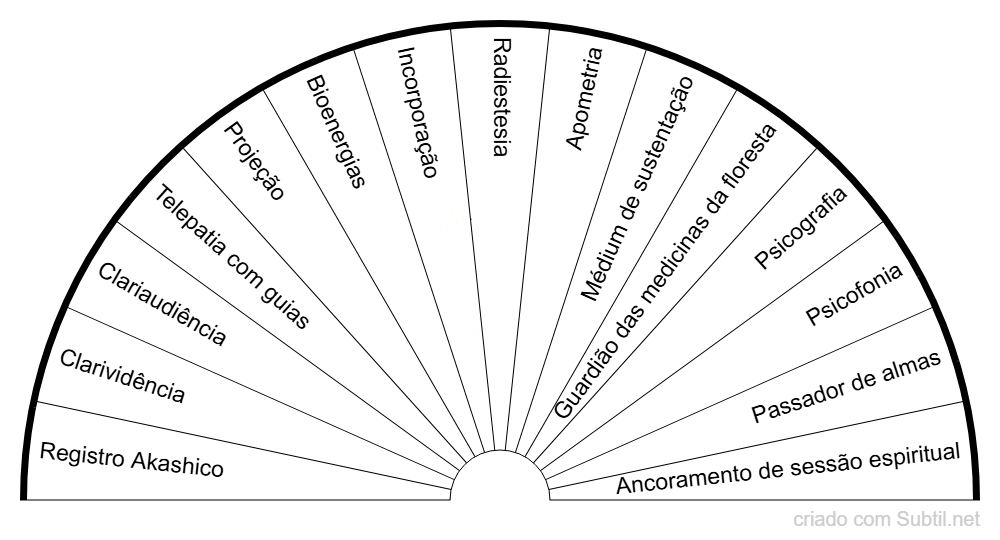 Registro Akashico
Clarividência
Clariaudiência
Telepatia com guias
Projeção
Bioenergias
Incorporação
Radiestesia
Apometria
Médium de sustentação
Guardião das medicinas da floresta
Psicografia
Psicofonia
Passador de almas
Ancoramento de sessão espiritual
criado com Subtil.net